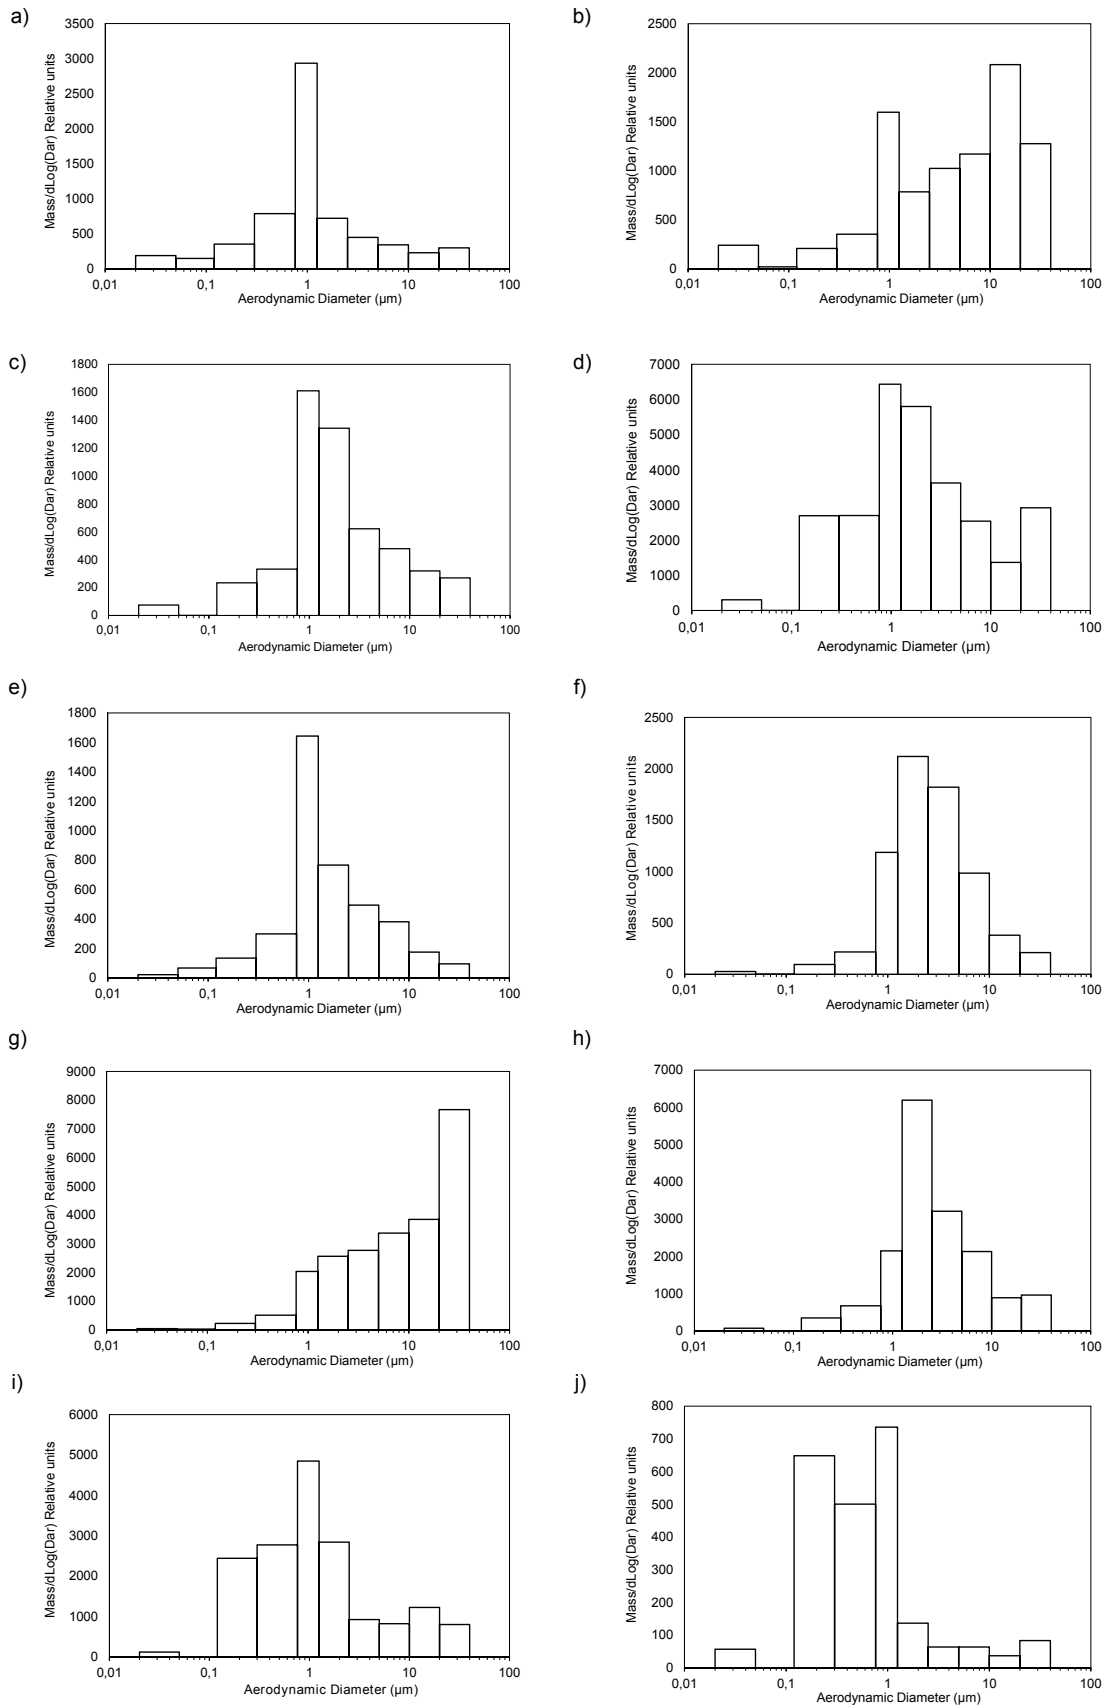 a)
3500
3000
2500
2000
1500
1000
500
0
Mass/dLog(Dar) Relative units
0,01 0,1 1 10 100
Aerodynamic Diameter (µm)
b)
2500
2000
1500
1000
500
0
Mass/dLog(Dar) Relative units
0,01 0,1 1 10 100
Aerodynamic Diameter (µm)
c)
1800
1600
1400
1200
1000
800
600
400
200
0
Mass/dLog(Dar) Relative units
0,01 0,1 1 10 100
Aerodynamic Diameter (µm)
d)
7000
6000
5000
4000
3000
2000
1000
0
Mass/dLog(Dar) Relative units
0,01 0,1 1 10 100
Aerodynamic Diameter (µm)
e)
1800
1600
1400
1200
1000
800
600
400
200
0
Mass/dLog(Dar) Relative units
0,01 0,1 1 10 100
Aerodynamic Diameter (µm)
f)
2500
2000
1500
1000
500
0
Mass/dLog(Dar) Relative units
0,01 0,1 1 10 100
Aerodynamic Diameter (µm)
g)
9000
8000
7000
6000
5000
4000
3000
2000
1000
0
Mass/dLog(Dar) Relative units
0,01 0,1 1 10 100
Aerodynamic Diameter (µm)
h)
7000
6000
5000
4000
3000
2000
1000
0
Mass/dLog(Dar) Relative units
0,01 0,1 1 10 100
Aerodynamic Diameter (µm)
i)
6000
5000
4000
3000
2000
1000
0
Mass/dLog(Dar) Relative units
0,01 0,1 1 10 100
Aerodynamic Diameter (µm)
j)
800
700
600
500
400
300
200
100
0
Mass/dLog(Dar) Relative units
0,01 0,1 1 10 100
Aerodynamic Diameter (µm)